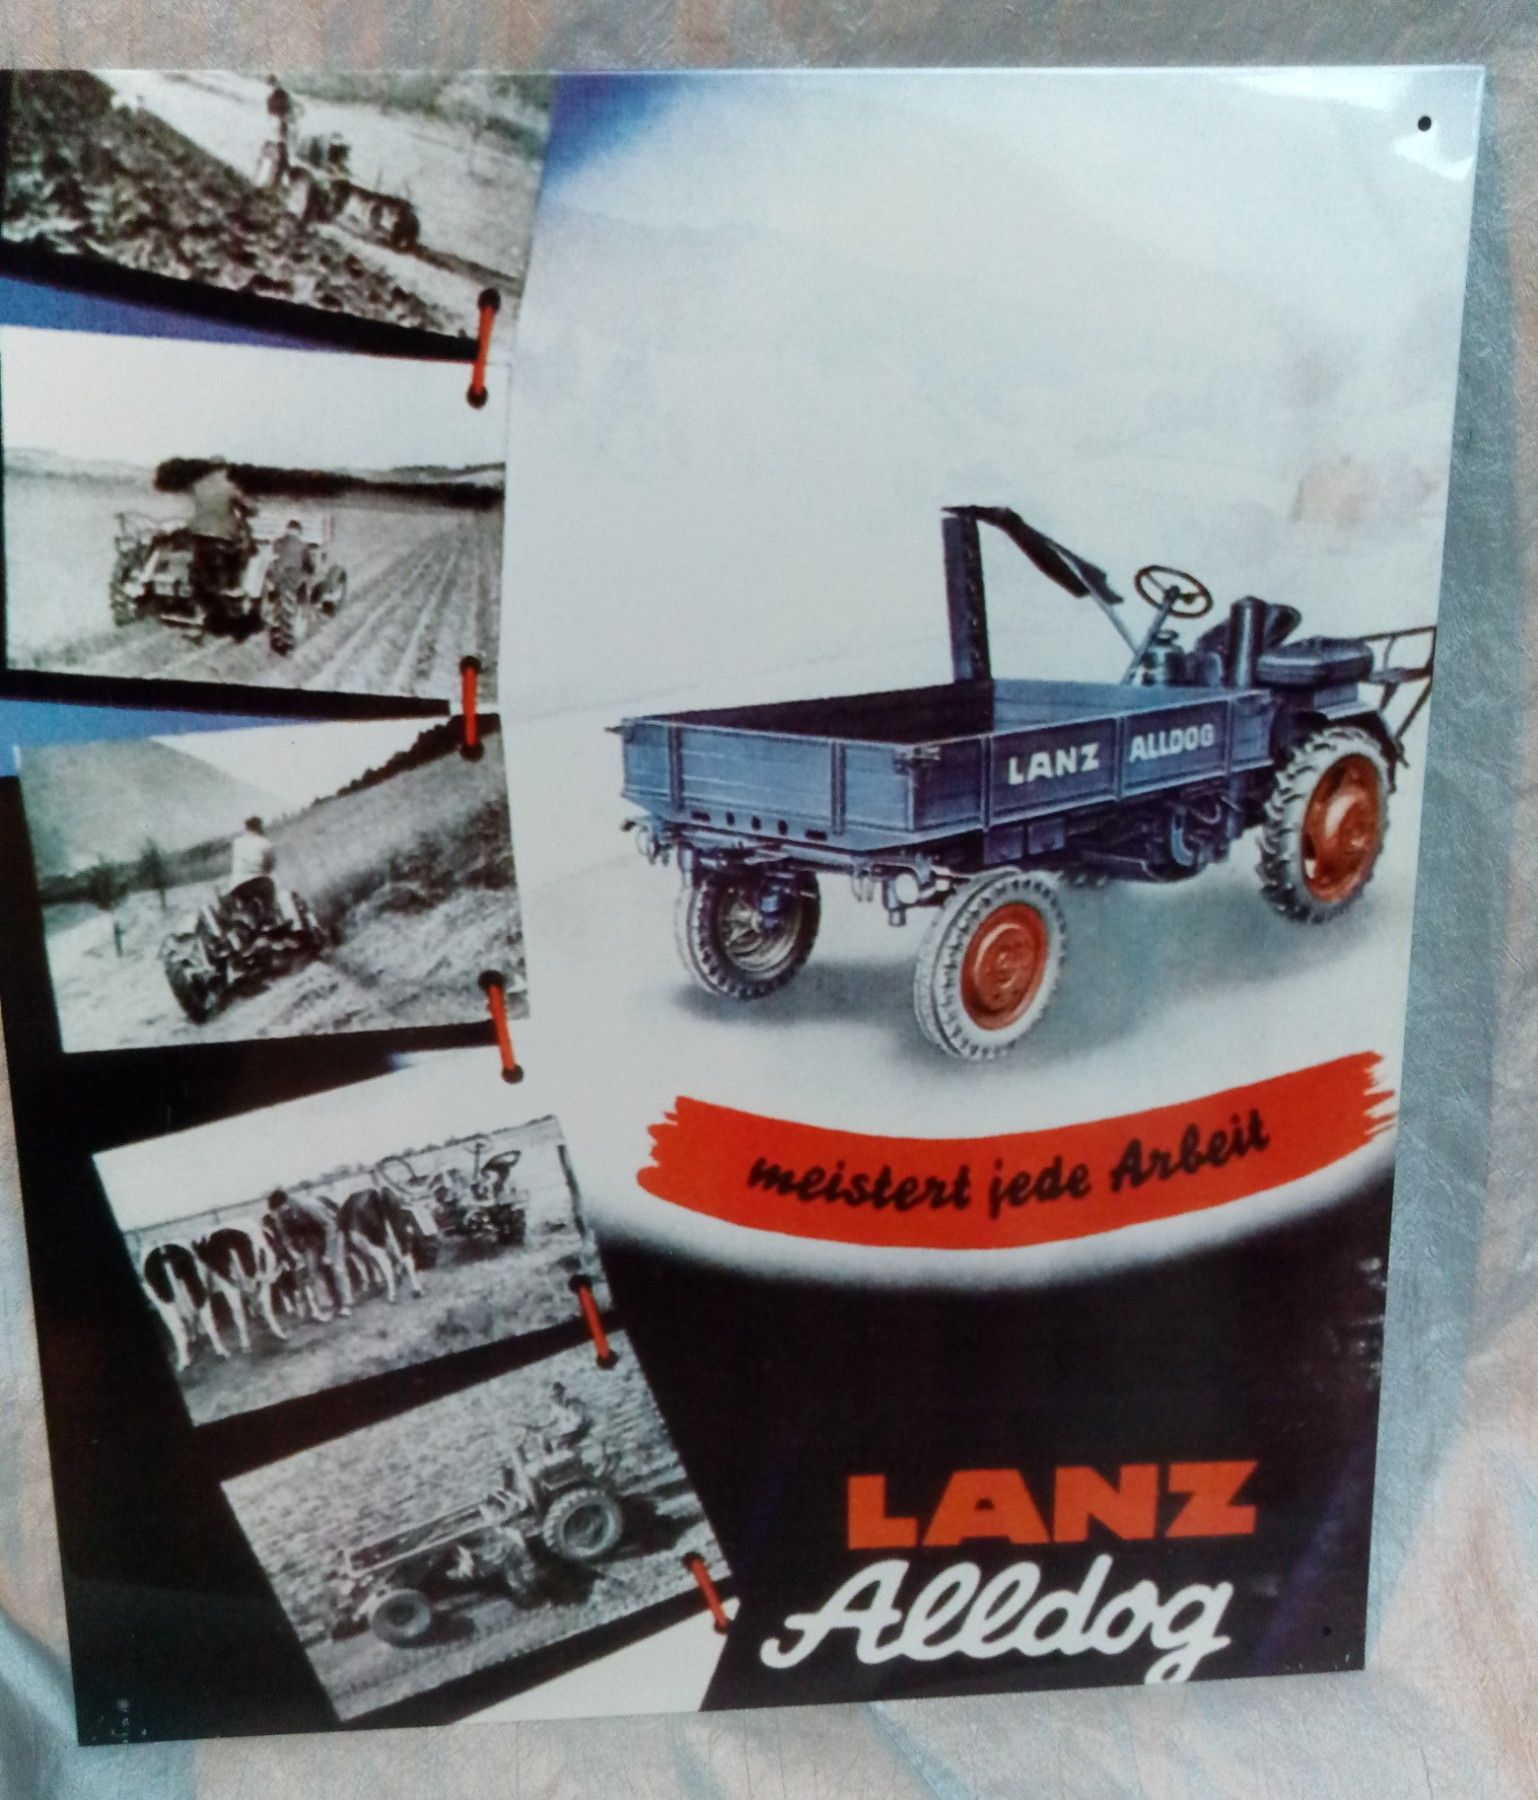 LANZ ALLDOG
meistert jede Arbeit
LANZ
Alldog